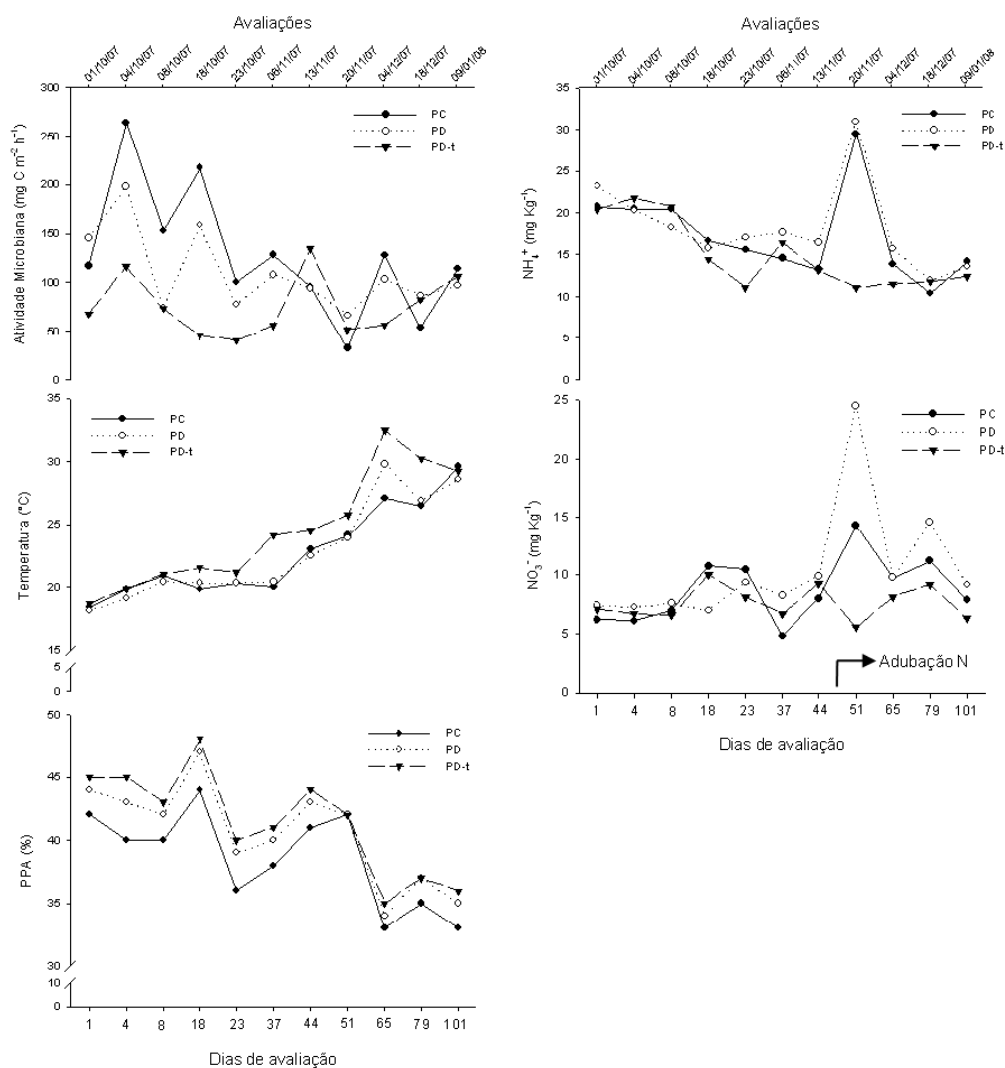 Avaliações
01/10/07
04/10/07
08/10/07
18/10/07
23/10/07
06/11/07
13/11/07
20/11/07
04/12/07
18/12/07
09/01/08
Atividade Microbiana (mg C m⁻² h⁻¹)
300
250
200
150
100
50
0
PC
PD
PD-t
Temperatura (°C)
35
30
25
20
15
5
0
PC
PD
PD-t
PPA (%)
50
45
40
35
30
10
0
PC
PD
PD-t
1 4 8 18 23 37 44 51 65 79 101
Dias de avaliação
Avaliações
01/10/07
04/10/07
08/10/07
18/10/07
23/10/07
06/11/07
13/11/07
20/11/07
04/12/07
18/12/07
09/01/08
NH₄⁺ (mg Kg⁻¹)
35
30
25
20
15
10
5
0
PC
PD
PD-t
NO₃⁻ (mg Kg⁻¹)
25
20
15
10
5
0
PC
PD
PD-t
Adubação N
1 4 8 18 23 37 44 51 65 79 101
Dias de avaliação